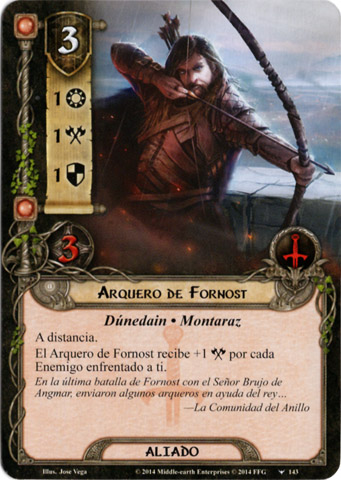 3
1
1
1
3
Arquero de Fornost
Dúnedain • Montaraz
A distancia.
El Arquero de Fornost recibe +1 por cada
Enemigo enfrentado a ti.
En la última batalla de Fornost con el Señor Brujo de
Angmar, enviaron algunos arqueros en ayuda del rey…
—La Comunidad del Anillo
ALIADO
Illus. Jose Vega © 2014 Middle-earth Enterprises © 2014 FFG 143